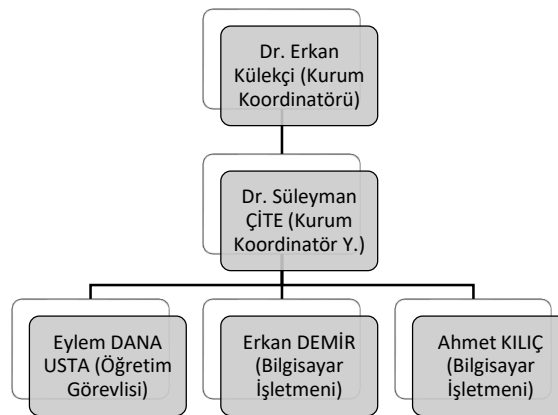 Dr. Erkan
Külekçi (Kurum
Koordinatörü)
Dr. Süleyman
ÇİTE (Kurum
Koordinatör Y.)
Eylem DANA
USTA (Öğretim
Görevlisi)
Erkan DEMİR
(Bilgisayar
İşletmeni)
Ahmet KILIÇ
(Bilgisayar
İşletmeni)